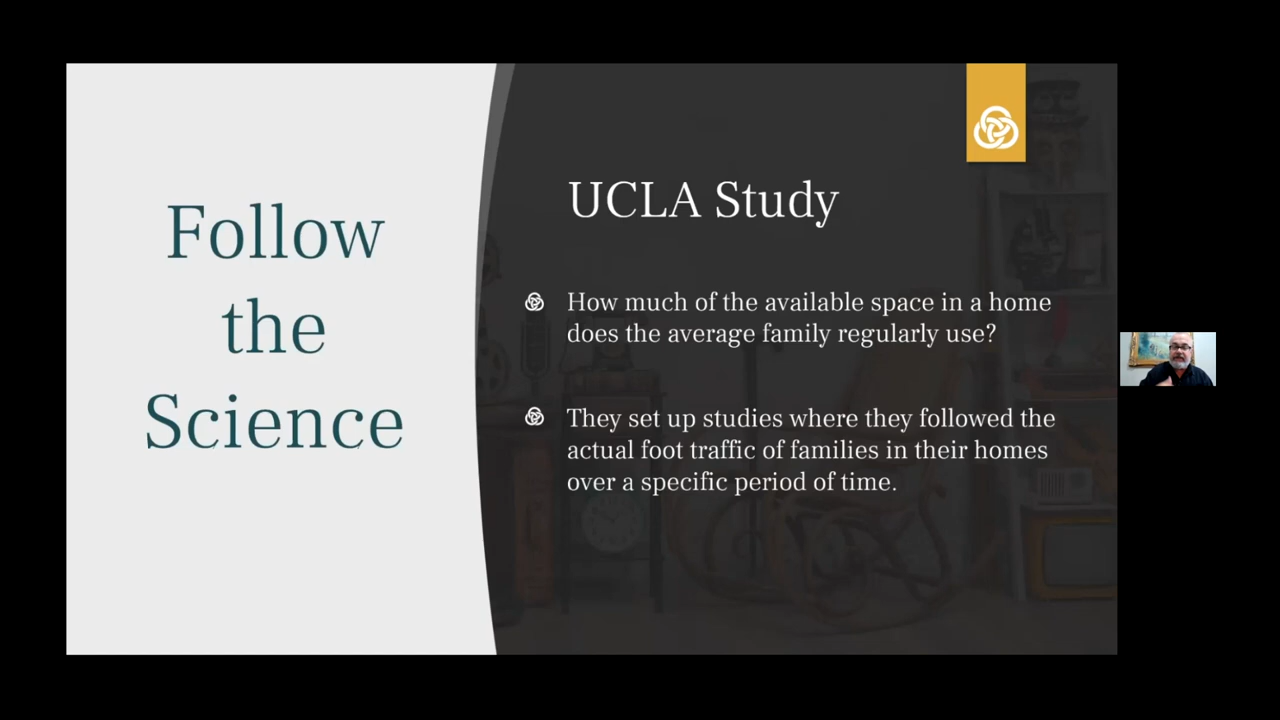 Follow
the
Science
UCLA Study
How much of the available space in a home
does the average family regularly use?
They set up studies where they followed the
actual foot traffic of families in their homes
over a specific period of time.